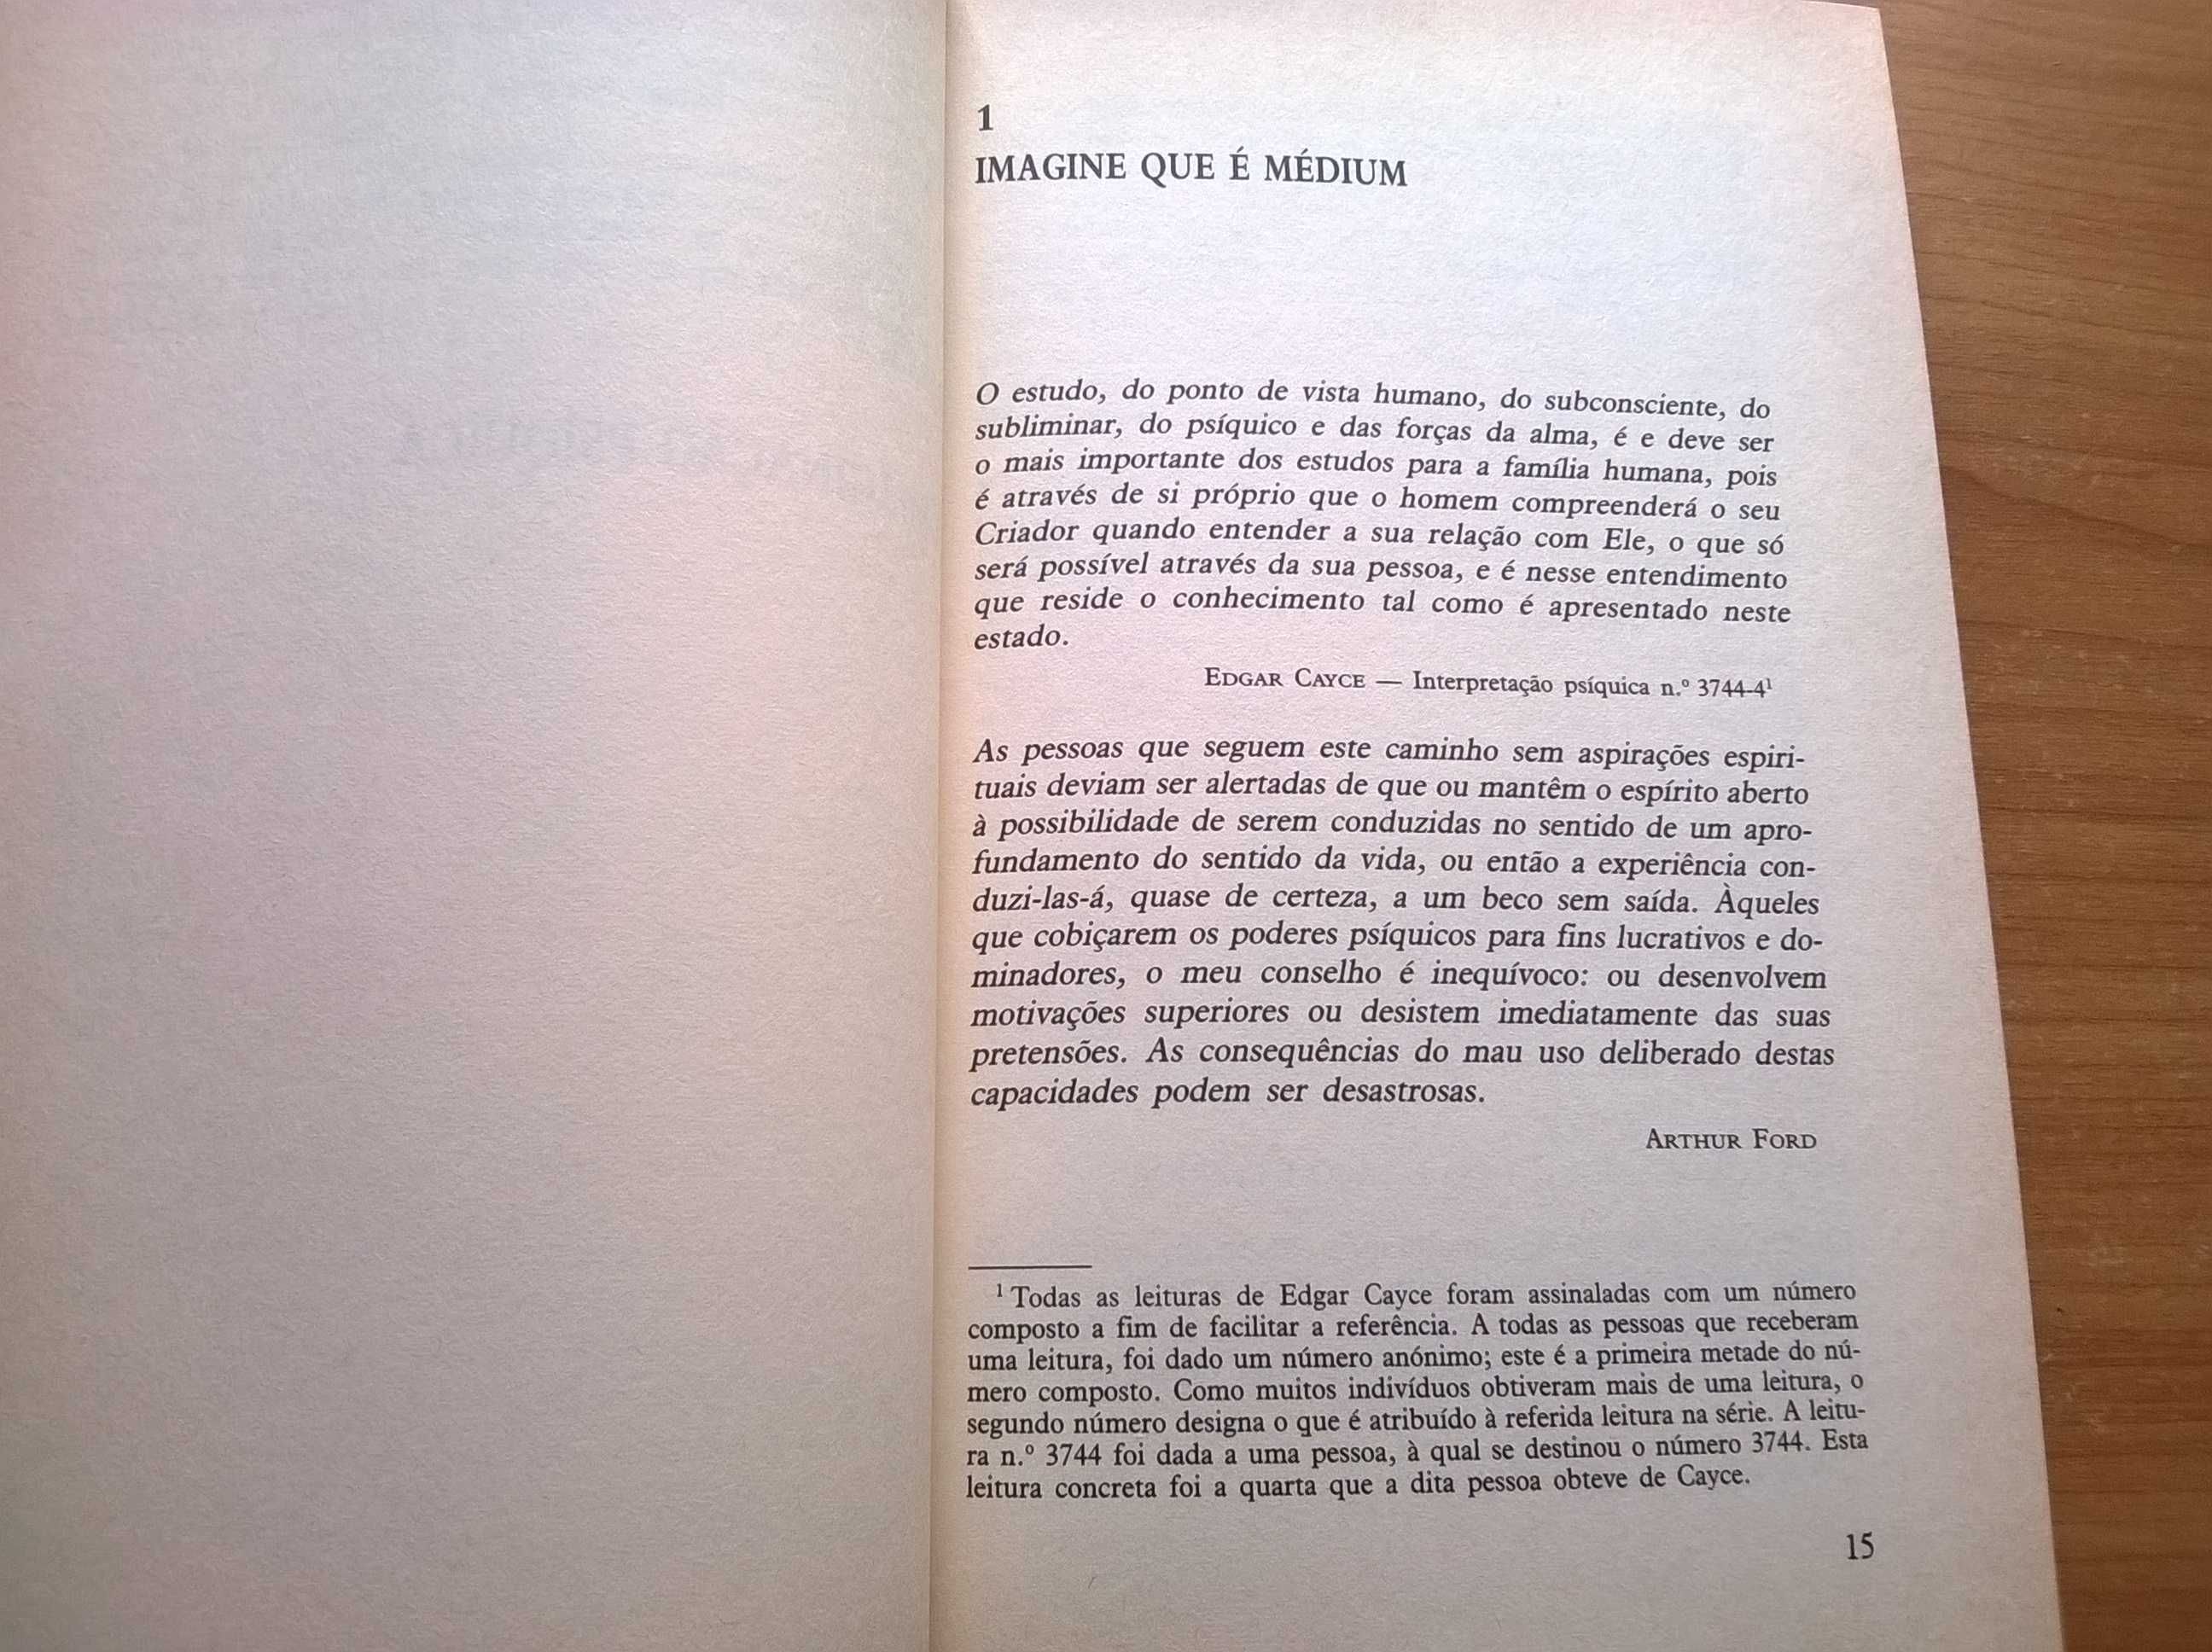 1
IMAGINE QUE É MÉDIUM
O estudo, do ponto de vista humano, do subconsciente, do
subliminar, do psíquico e das forças da alma, é e deve ser
o mais importante dos estudos para a família humana, pois
é através de si próprio que o homem compreenderá o seu
Criador quando entender a sua relação com Ele, o que só
será possível através da sua pessoa, e é nesse entendimento
que reside o conhecimento tal como é apresentado neste
estado.
EDGAR CAYCE — Interpretação psíquica n.º 3744-4¹
As pessoas que seguem este caminho sem aspirações espiri-
tuais deviam ser alertadas de que ou mantêm o espírito aberto
à possibilidade de serem conduzidas no sentido de um apro-
fundamento do sentido da vida, ou então a experiência con-
duzi-las-á, quase de certeza, a um beco sem saída. Àqueles
que cobiçarem os poderes psíquicos para fins lucrativos e do-
minadores, o meu conselho é inequívoco: ou desenvolvem
motivações superiores ou desistem imediatamente das suas
pretensões. As consequências do mau uso deliberado destas
capacidades podem ser desastrosas.
ARTHUR FORD
¹ Todas as leituras de Edgar Cayce foram assinaladas com um número
composto a fim de facilitar a referência. A todas as pessoas que receberam
uma leitura, foi dado um número anónimo; este é a primeira metade do nú-
mero composto. Como muitos indivíduos obtiveram mais de uma leitura, o
segundo número designa o que é atribuído à referida leitura na série. A leitu-
ra n.º 3744 foi dada a uma pessoa, à qual se destinou o número 3744. Esta
leitura concreta foi a quarta que a dita pessoa obteve de Cayce.
15